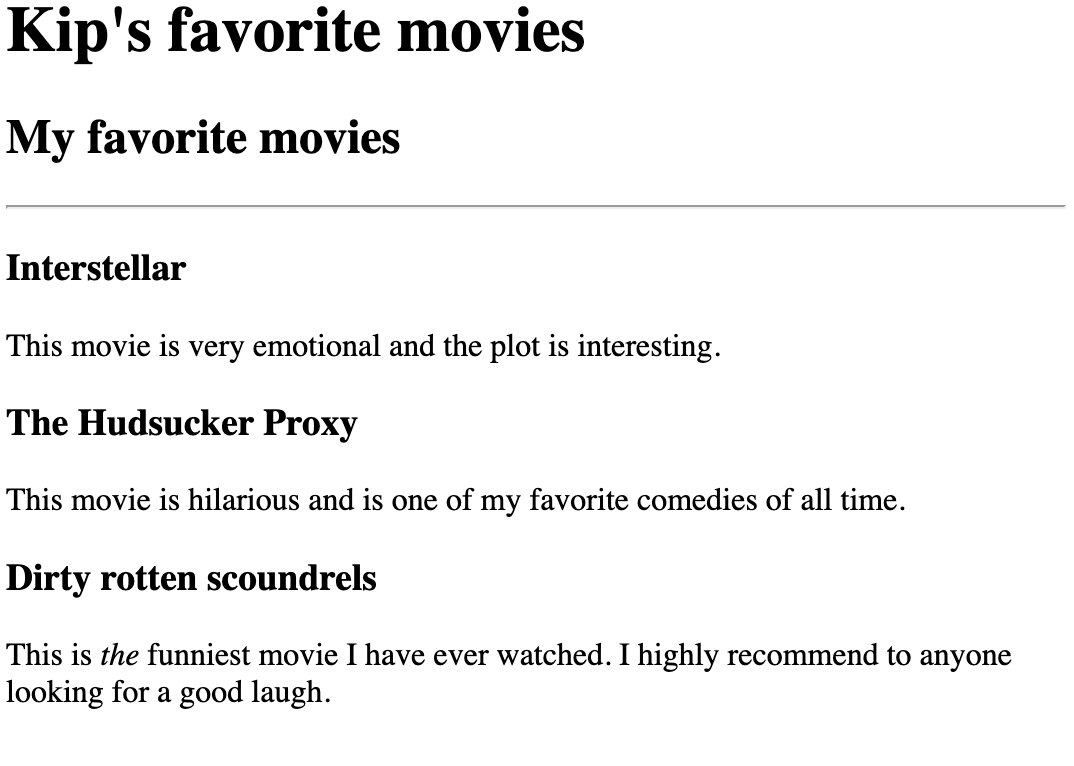 Kip's favorite movies
My favorite movies
Interstellar
This movie is very emotional and the plot is interesting.
The Hudsucker Proxy
This movie is hilarious and is one of my favorite comedies of all time.
Dirty rotten scoundrels
This is the funniest movie I have ever watched. I highly recommend to anyone
looking for a good laugh.